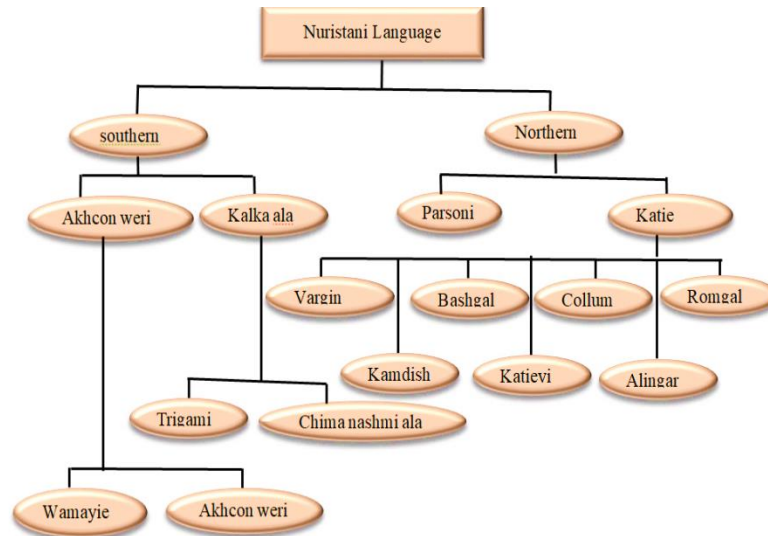 Nuristani Language
southern
Northern
Akhcon weri
Kalka ala
Parsoni
Katie
Vargin
Bashgal
Collum
Romgal
Kamdish
Katievi
Alingar
Trigami
Chima nashmi ala
Wamayie
Akhcon weri